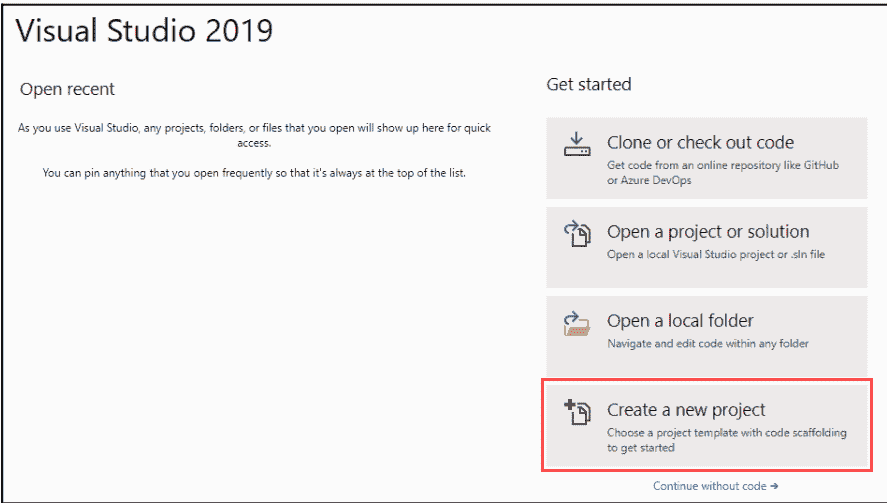 Visual Studio 2019
Open recent
As you use Visual Studio, any projects, folders, or files that you open will show up here for quick
access.
You can pin anything that you open frequently so that it's always at the top of the list.
Get started
Clone or check out code
Get code from an online repository like GitHub
or Azure DevOps
Open a project or solution
Open a local Visual Studio project or .sln file
Open a local folder
Navigate and edit code within any folder
Create a new project
Choose a project template with code scaffolding
to get started
Continue without code →